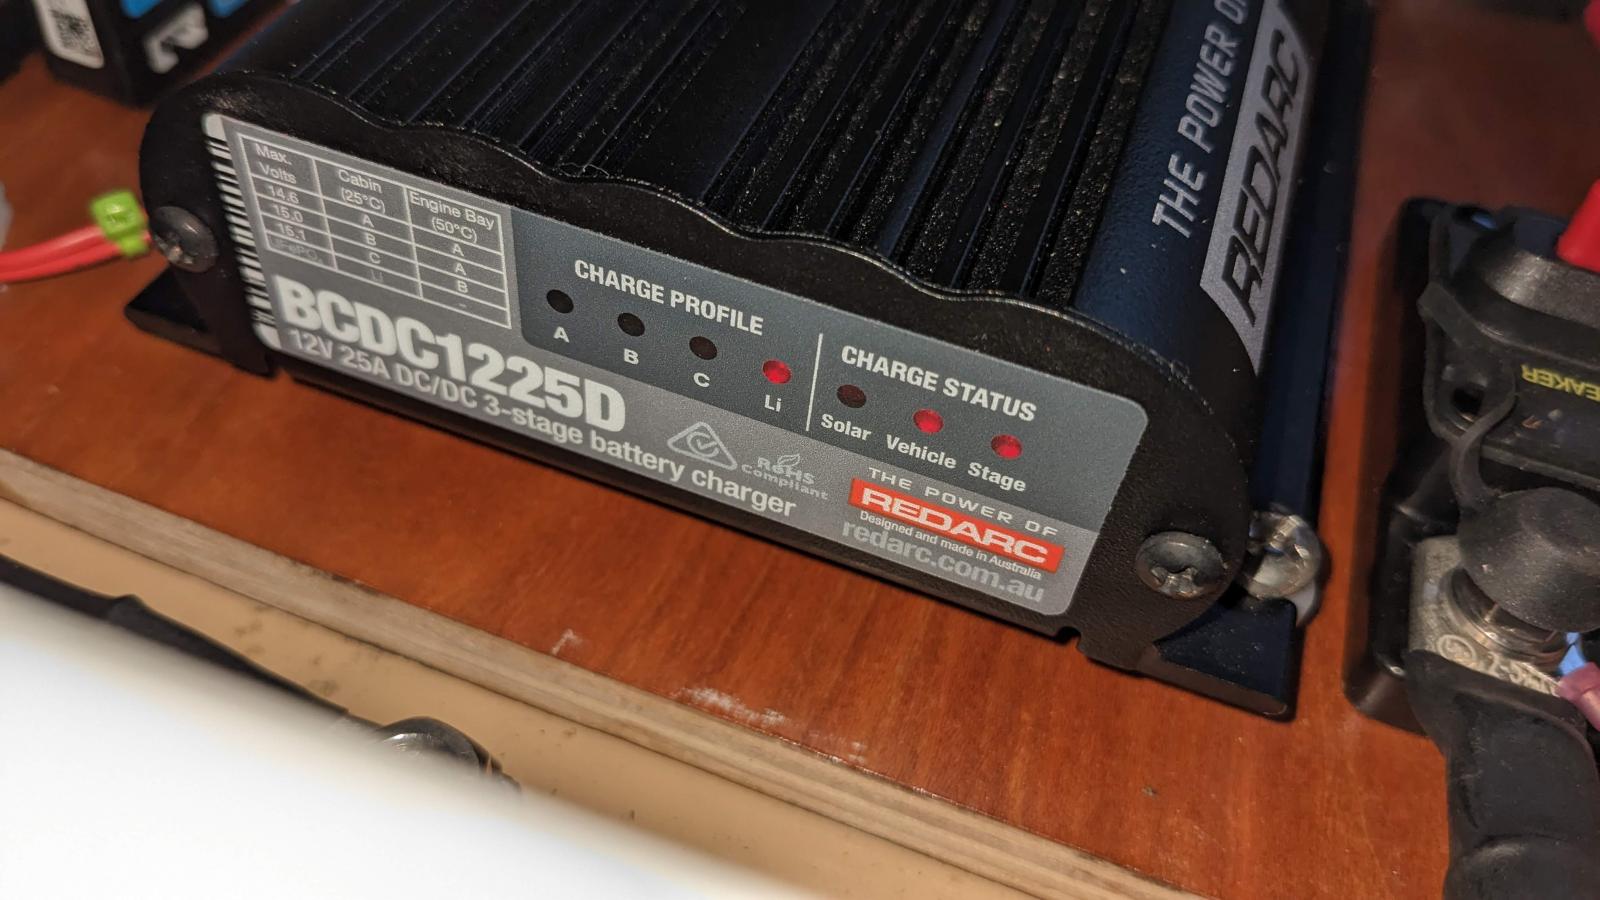 Max. Volts
Cabin (25°C)
Engine Bay (50°C)
14.6 A A
15.0 B A
15.1 C B
LiFePO4 Li -
BCDC1225D
12V 25A DC/DC 3-stage battery charger
CHARGE PROFILE
A B C Li
CHARGE STATUS
Solar Vehicle Stage
RoHS
Compliant
THE POWER OF
REDARC
Designed and made in Australia
redarc.com.au
THE POWER O
REDARC
EAKER